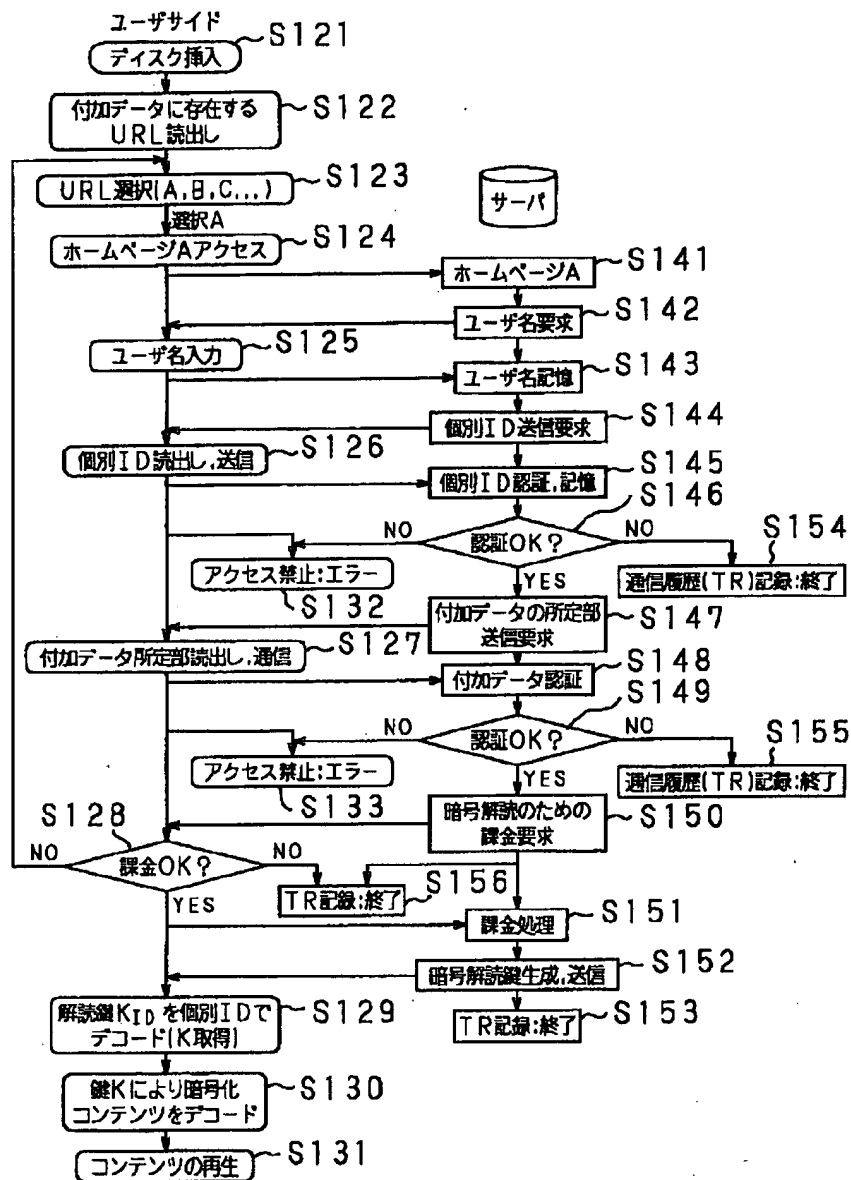 ユーザサイド
S121
ディスク挿入
付加データに存在する
URL読出し
S122
URL選択(A,B,C...)
S123
サーバ
選択A
ホームページAアクセス
S124
ホームページA
S141
ユーザ名要求
S142
ユーザ名入力
S125
ユーザ名記憶
S143
個別ID送信要求
S144
個別ID読出し,送信
S126
個別ID認証,記憶
S145
S146
NO
認証OK?
NO
S154
アクセス禁止:エラー
S132
YES
通信履歴(TR)記録:終了
付加データの所定部
送信要求
S147
付加データ所定部読出し,通信
S127
付加データ認証
S148
S149
NO
認証OK?
NO
S155
アクセス禁止:エラー
S133
YES
通信履歴(TR)記録:終了
暗号解読のための
課金要求
S150
S128
NO
課金OK?
NO
S156
TR記録:終了
YES
課金処理
S151
暗号解読鍵生成,送信
S152
解読鍵KIDを個別IDで
デコード(K取得)
S129
TR記録:終了
S153
鍵Kにより暗号化
コンテンツをデコード
S130
コンテンツの再生
S131